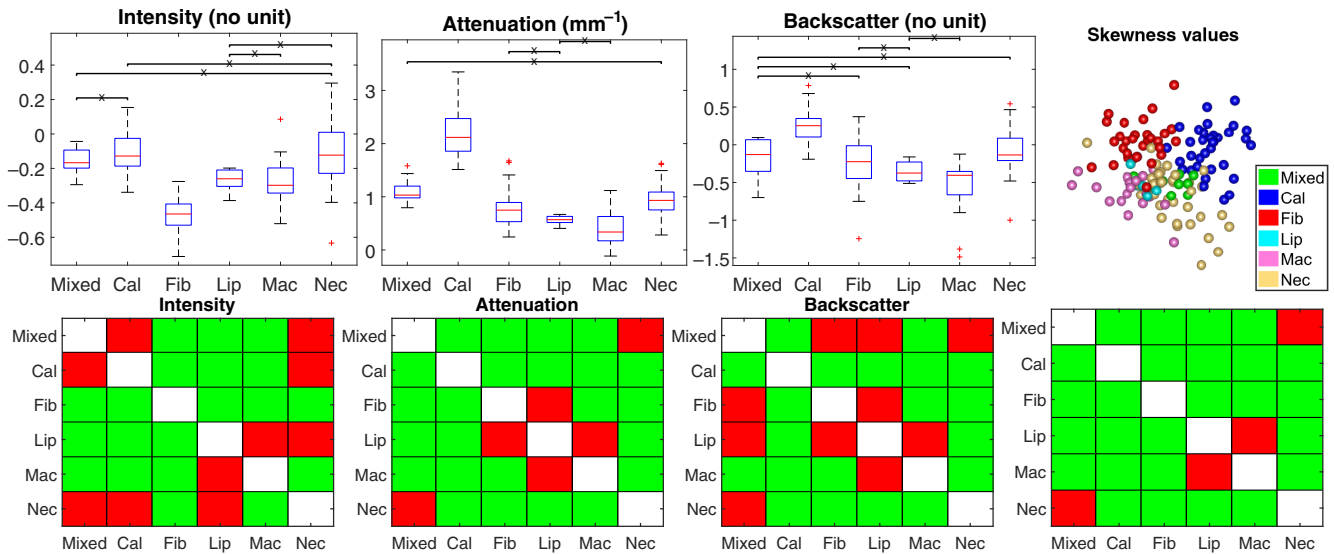 Intensity (no unit)
0.4
0.2
0
−0.2
−0.4
−0.6
Mixed Cal Fib Lip Mac Nec
Attenuation (mm⁻¹)
3
2
1
0
Mixed Cal Fib Lip Mac Nec
Backscatter (no unit)
1
0.5
0
−0.5
−1
−1.5
Mixed Cal Fib Lip Mac Nec
Skewness values
Mixed
Cal
Fib
Lip
Mac
Nec
Intensity
Mixed
Cal
Fib
Lip
Mac
Nec
Mixed Cal Fib Lip Mac Nec
Attenuation
Mixed
Cal
Fib
Lip
Mac
Nec
Mixed Cal Fib Lip Mac Nec
Backscatter
Mixed
Cal
Fib
Lip
Mac
Nec
Mixed Cal Fib Lip Mac Nec
Mixed
Cal
Fib
Lip
Mac
Nec
Mixed Cal Fib Lip Mac Nec